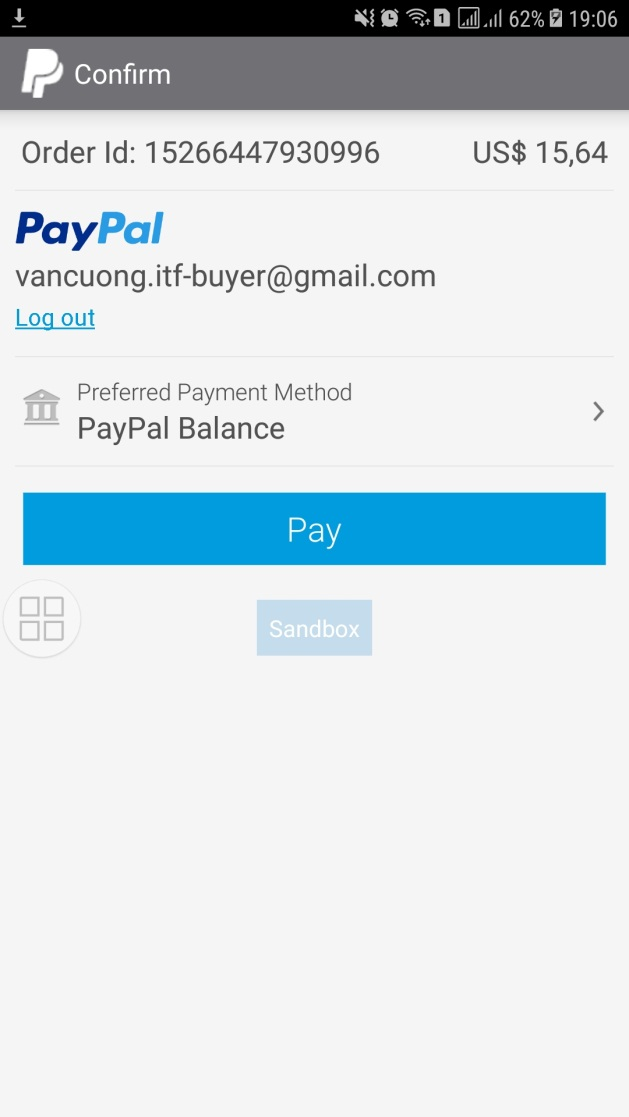 1 62% 19:06
Confirm
Order Id: 15266447930996 US$ 15,64
PayPal
vancuong.itf-buyer@gmail.com
Log out
Preferred Payment Method
PayPal Balance
Pay
Sandbox